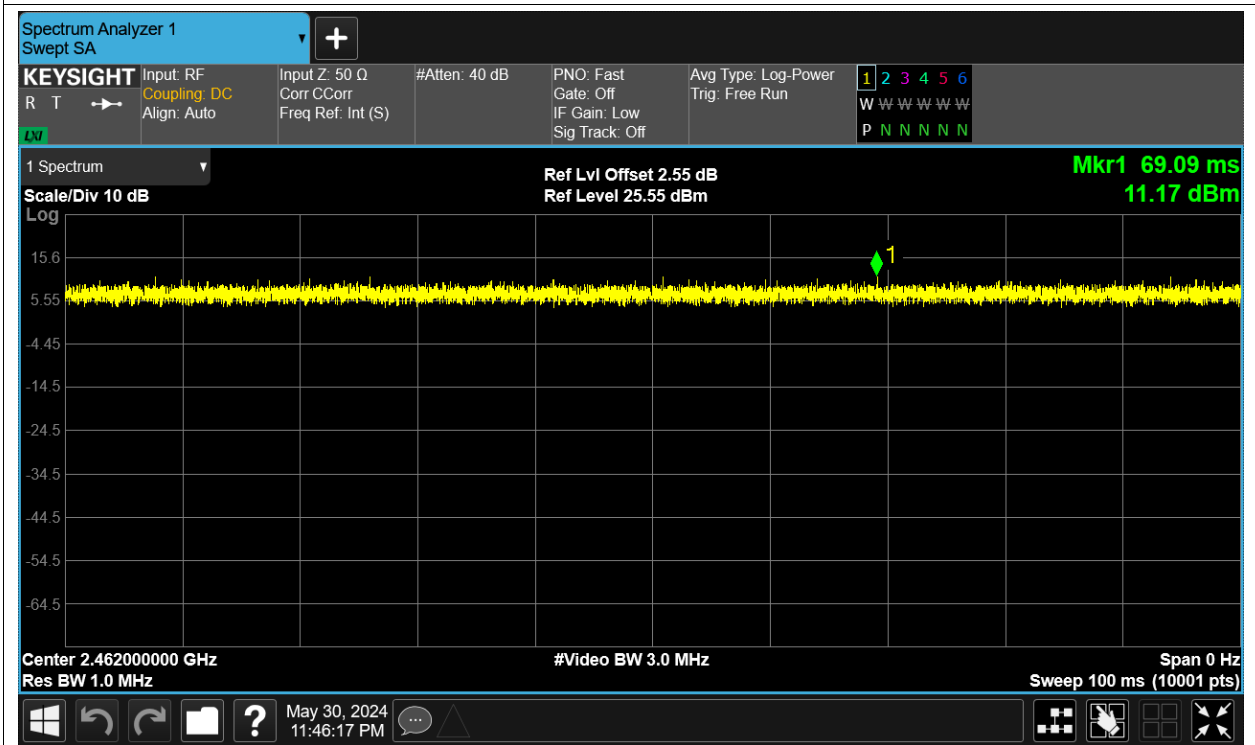 Spectrum Analyzer 1
Swept SA
KEYSIGHT
R T
LXI
Input: RF
Coupling: DC
Align: Auto
Input Z: 50 Ω
Corr CCorr
Freq Ref: Int (S)
#Atten: 40 dB
PNO: Fast
Gate: Off
IF Gain: Low
Sig Track: Off
Avg Type: Log-Power
Trig: Free Run
1 2 3 4 5 6
W W W W W W
P N N N N N
1 Spectrum
Scale/Div 10 dB
Ref Lvl Offset 2.55 dB
Ref Level 25.55 dBm
Mkr1 69.09 ms
11.17 dBm
Log
15.6
5.55
-4.45
-14.5
-24.5
-34.5
-44.5
-54.5
-64.5
1
Center 2.462000000 GHz
#Video BW 3.0 MHz
Span 0 Hz
Res BW 1.0 MHz
Sweep 100 ms (10001 pts)
?
May 30, 2024
11:46:17 PM